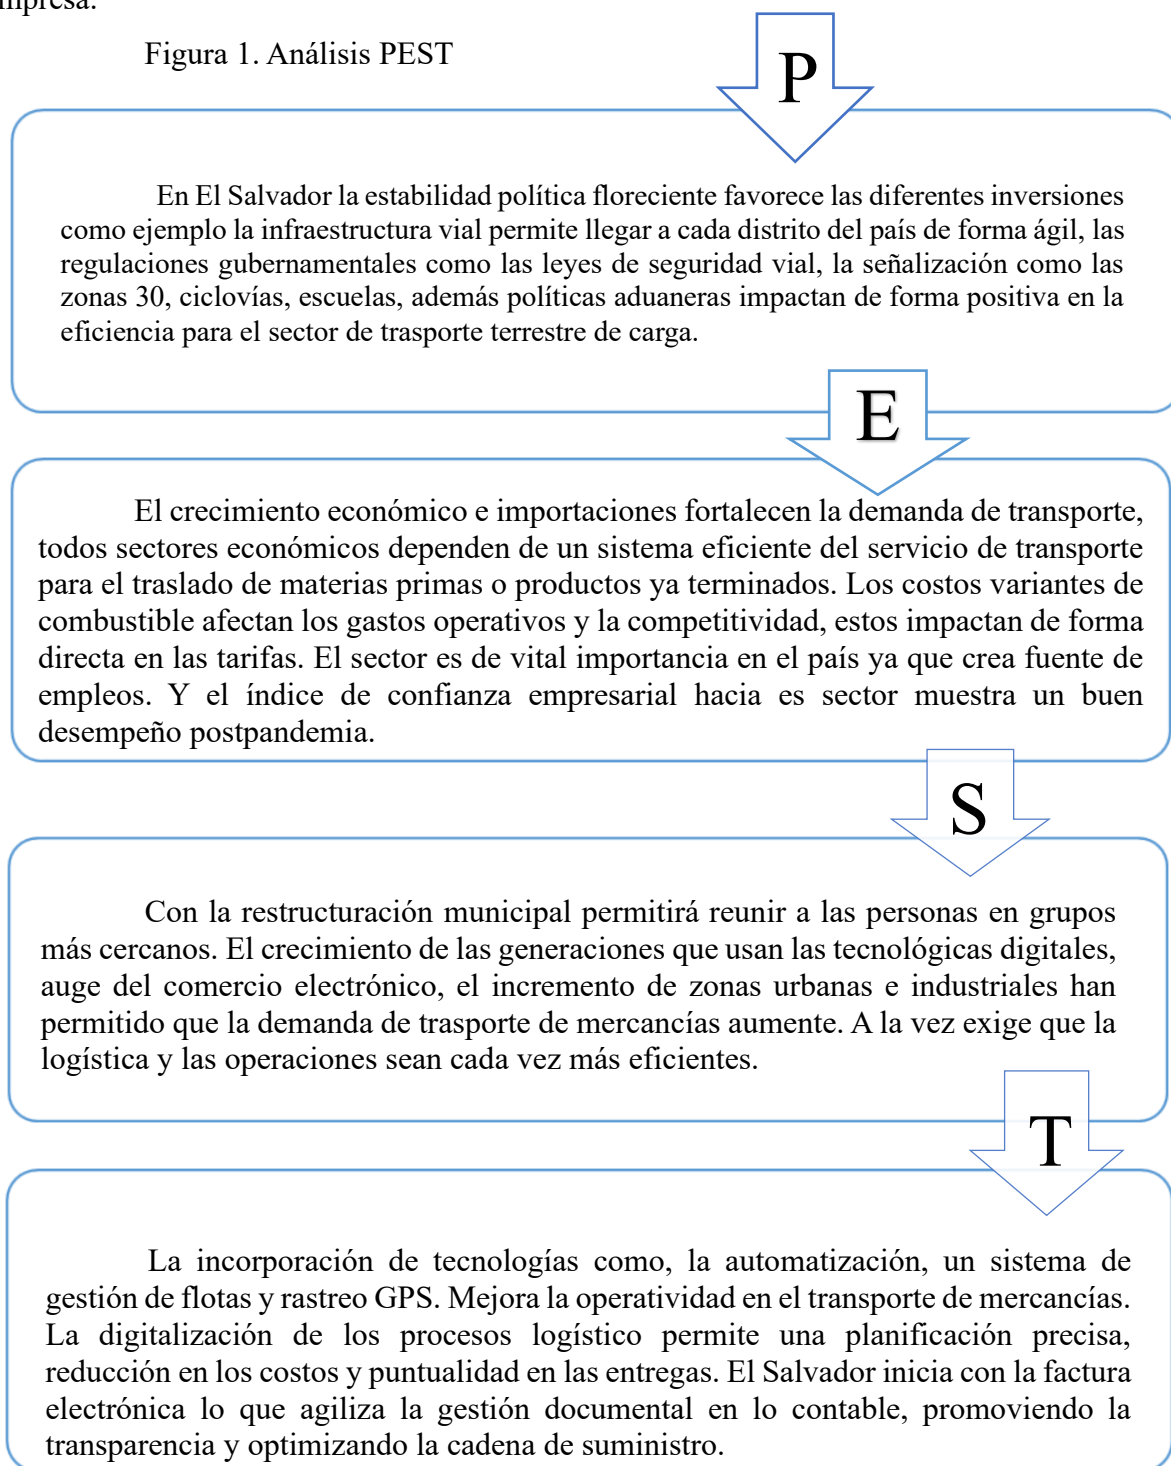 Figura 1. Análisis PEST
P
En El Salvador la estabilidad política floreciente favorece las diferentes inversiones
como ejemplo la infraestructura vial permite llegar a cada distrito del país de forma ágil, las
regulaciones gubernamentales como las leyes de seguridad vial, la señalización como las
zonas 30, ciclovías, escuelas, además políticas aduaneras impactan de forma positiva en la
eficiencia para el sector de trasporte terrestre de carga.
E
El crecimiento económico e importaciones fortalecen la demanda de transporte,
todos sectores económicos dependen de un sistema eficiente del servicio de transporte
para el traslado de materias primas o productos ya terminados. Los costos variantes de
combustible afectan los gastos operativos y la competitividad, estos impactan de forma
directa en las tarifas. El sector es de vital importancia en el país ya que crea fuente de
empleos. Y el índice de confianza empresarial hacia es sector muestra un buen
desempeño postpandemia.
S
Con la restructuración municipal permitirá reunir a las personas en grupos
más cercanos. El crecimiento de las generaciones que usan las tecnológicas digitales,
auge del comercio electrónico, el incremento de zonas urbanas e industriales han
permitido que la demanda de trasporte de mercancías aumente. A la vez exige que la
logística y las operaciones sean cada vez más eficientes.
T
La incorporación de tecnologías como, la automatización, un sistema de
gestión de flotas y rastreo GPS. Mejora la operatividad en el transporte de mercancías.
La digitalización de los procesos logístico permite una planificación precisa,
reducción en los costos y puntualidad en las entregas. El Salvador inicia con la factura
electrónica lo que agiliza la gestión documental en lo contable, promoviendo la
transparencia y optimizando la cadena de suministro.